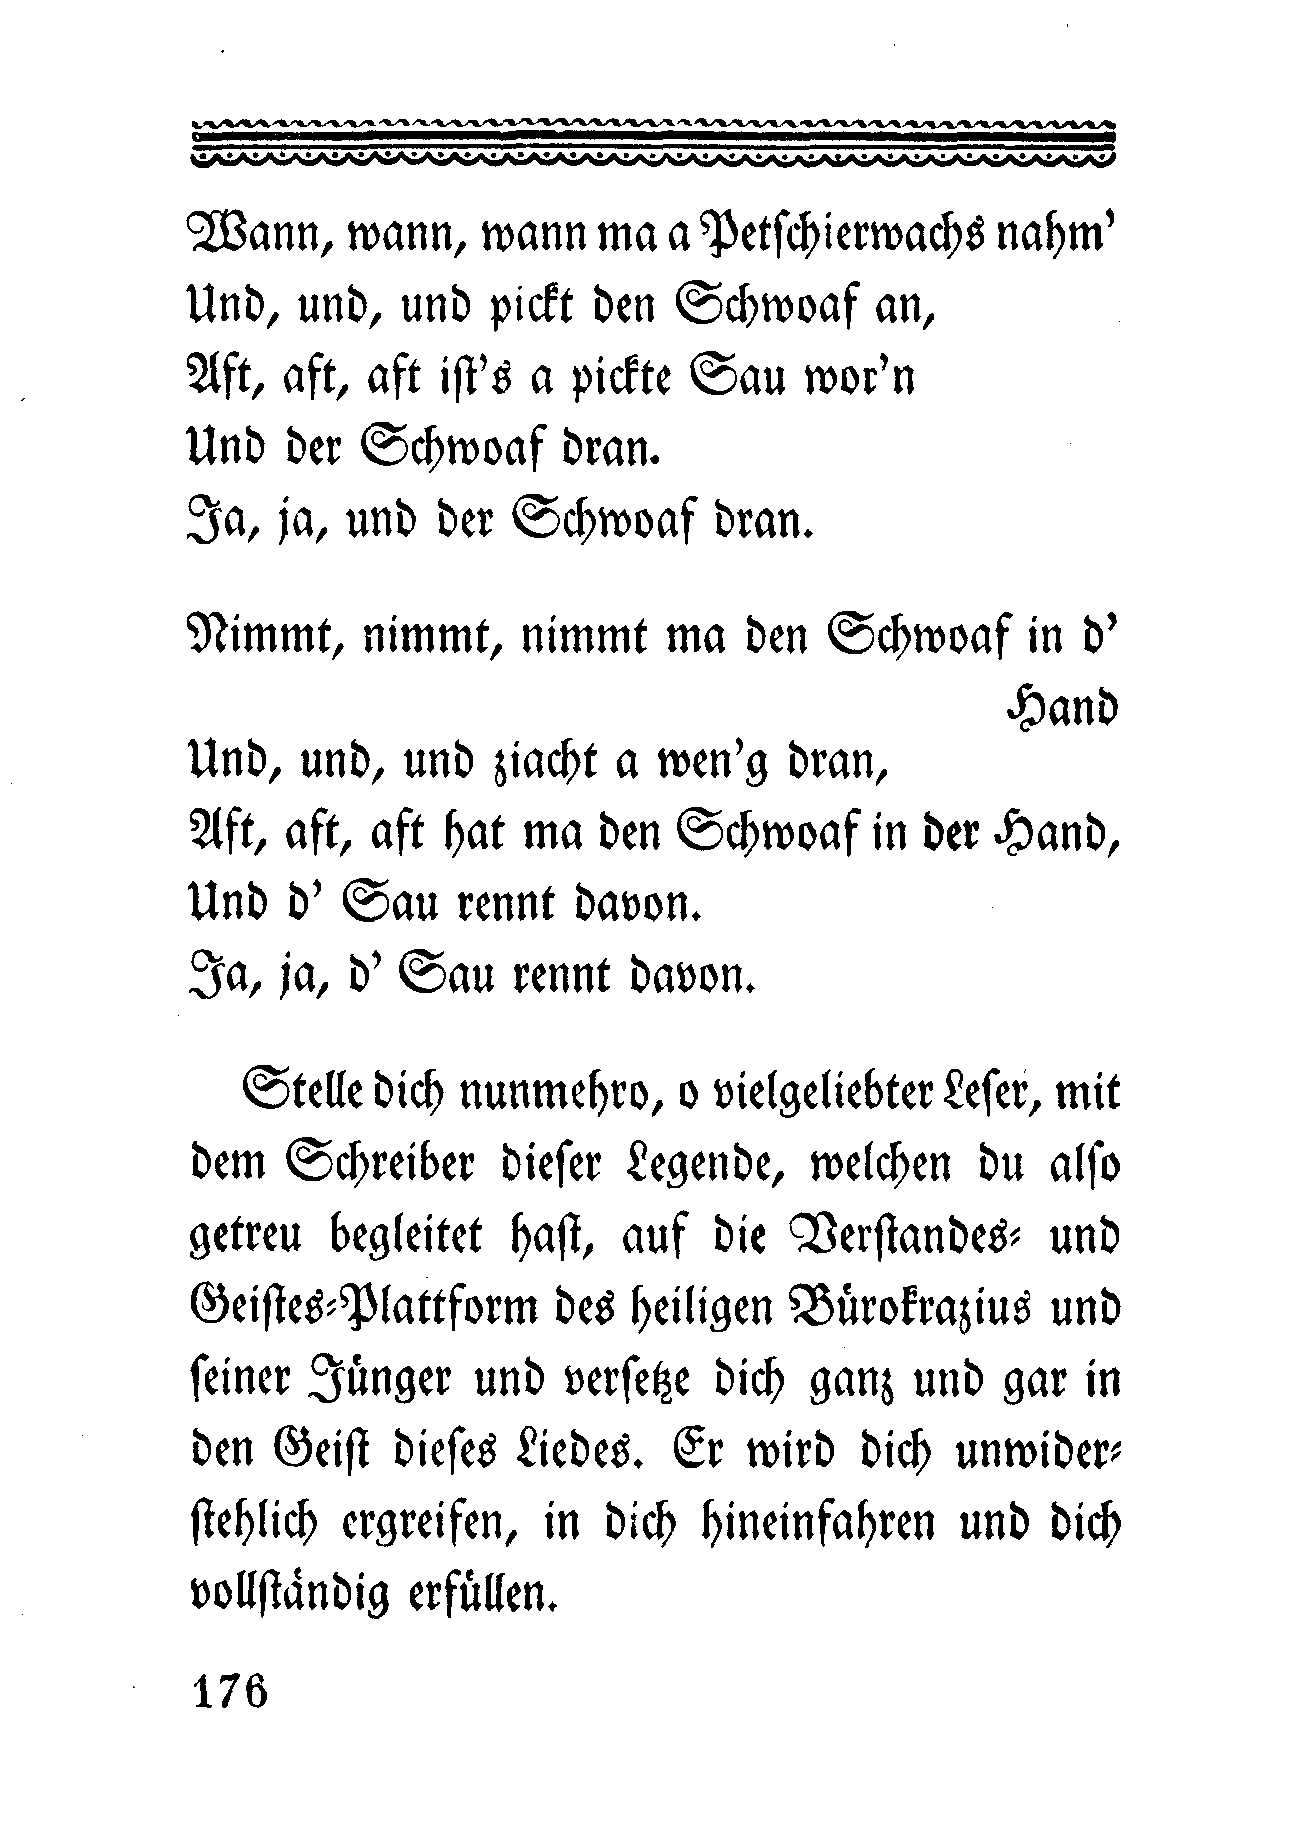 Wann, wann, wann ma a Petschierwachs nahm'
Und, und, und pickt den Schwoaf an,
Aft, aft, aft ist's a pickte Sau wor'n
Und der Schwoaf dran.
Ja, ja, und der Schwoaf dran.
Nimmt, nimmt, nimmt ma den Schwoaf in d'
Hand
Und, und, und ziacht a wen'g dran,
Aft, aft, aft hat ma den Schwoaf in der Hand,
Und d' Sau rennt davon.
Ja, ja, d' Sau rennt davon.
Stelle dich nunmehro, o vielgeliebter Leser, mit
dem Schreiber dieser Legende, welchen du also
getreu begleitet hast, auf die Verstandes- und
Geistes-Plattform des heiligen Bürokrazius und
seiner Jünger und versetze dich ganz und gar in
den Geist dieses Liedes. Er wird dich unwider-
stehlich ergreifen, in dich hineinfahren und dich
vollständig erfüllen.
176